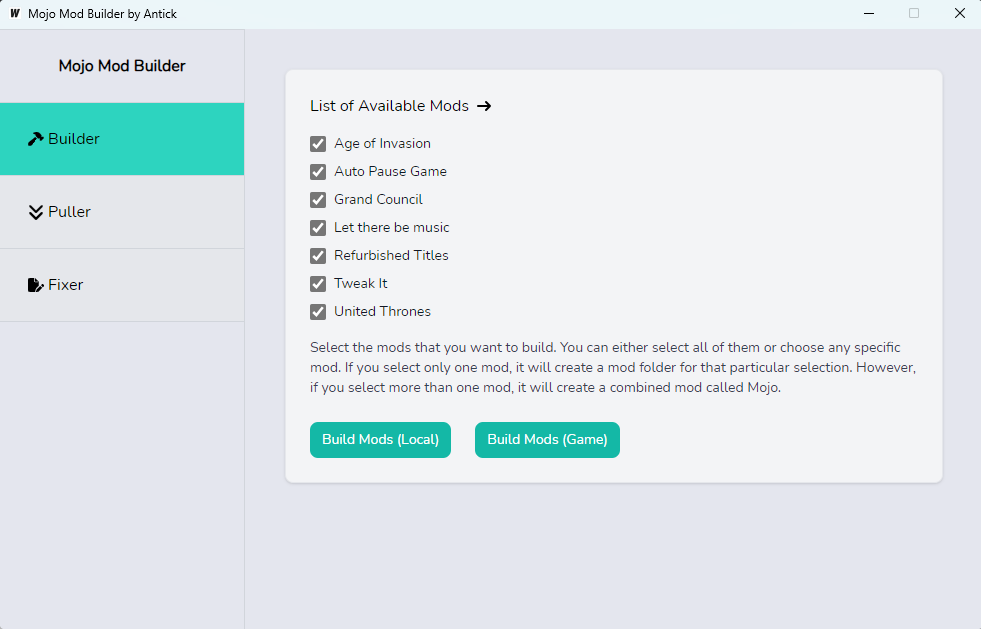 W Mojo Mod Builder by Antick
Mojo Mod Builder
Builder
Puller
Fixer
List of Available Mods →
Age of Invasion
Auto Pause Game
Grand Council
Let there be music
Refurbished Titles
Tweak It
United Thrones
Select the mods that you want to build. You can either select all of them or choose any specific
mod. If you select only one mod, it will create a mod folder for that particular selection. However,
if you select more than one mod, it will create a combined mod called Mojo.
Build Mods (Local)
Build Mods (Game)